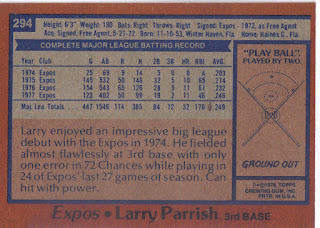 294
Height: 6'3" Weight: 190 Bats: Right Throws: Right Signed: Expos - 1972, as Free Agent
Acq: Signed, Free Agent, 5-21-72 Born: 11-10-53, Winter Haven, Fla. Home: Haines C., Fla.
COMPLETE MAJOR LEAGUE BATTING RECORD
YEAR CLUB G AB R H 2B 3B HR RBI AVG.
1974 Expos 25 69 9 14 5 0 0 4 .203
1975 Expos 145 532 50 10 65 .274
1976 Expos 154 543 11 61 .232
1977 Expos 123 402 50 99 19 2 11 46 .246
Maj. Lea. Totals 447 1546 174 385 84 12 32 176 .249
Larry enjoyed an impressive big league
debut with the Expos in 1974. He fielded
almost flawlessly at 3rd base with only
one error in 72 Chances while playing in
24 of Expos' last 27 games of season. Can
hit with power.
"PLAY BALL"
PLAYED BY TWO.
GROUND OUT
©1978 TOPPS
CHEWING GUM, INC.
PRTD. IN U.S.A.
Expos • Larry Parrish 3rd BASE